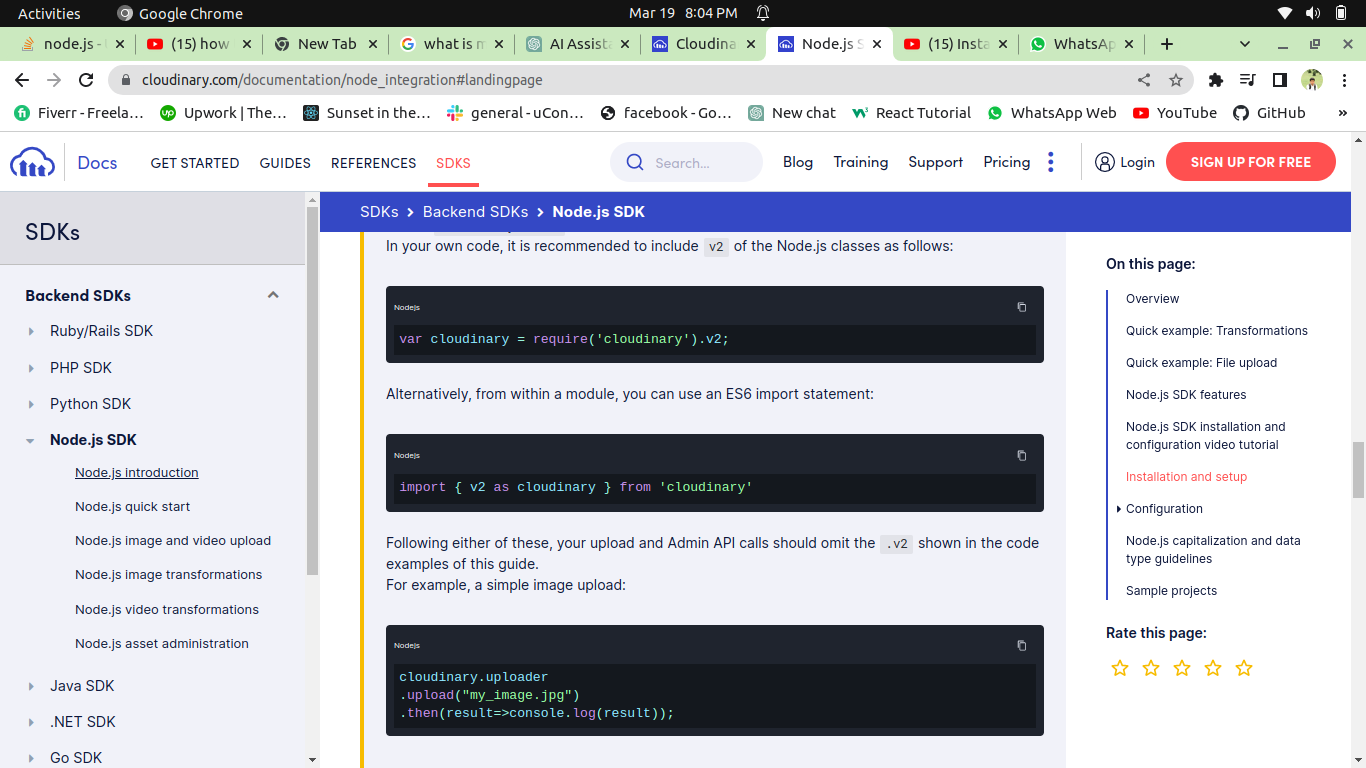 Activities
Google Chrome
Mar 19 8:04 PM
node.js -
(15) how
New Tab
what is m
AI Assist
Cloudina
Node.js S
(15) Insta
WhatsAp
cloudinary.com/documentation/node_integration#landingpage
Fiverr - Freela...
Upwork | The...
Sunset in the...
general - uCon...
facebook - Go...
New chat
React Tutorial
WhatsApp Web
YouTube
GitHub
»
Docs
GET STARTED
GUIDES
REFERENCES
SDKS
Search...
Blog
Training
Support
Pricing
Login
SIGN UP FOR FREE
SDKs
Backend SDKs
Ruby/Rails SDK
PHP SDK
Python SDK
Node.js SDK
Node.js introduction
Node.js quick start
Node.js image and video upload
Node.js image transformations
Node.js video transformations
Node.js asset administration
Java SDK
.NET SDK
Go SDK
SDKs > Backend SDKs > Node.js SDK
In your own code, it is recommended to include v2 of the Node.js classes as follows:
Nodejs
var cloudinary = require('cloudinary').v2;
Alternatively, from within a module, you can use an ES6 import statement:
Nodejs
import { v2 as cloudinary } from 'cloudinary'
Following either of these, your upload and Admin API calls should omit the .v2 shown in the code
examples of this guide.
For example, a simple image upload:
Nodejs
cloudinary.uploader
.upload("my_image.jpg")
.then(result=>console.log(result));
On this page:
Overview
Quick example: Transformations
Quick example: File upload
Node.js SDK features
Node.js SDK installation and
configuration video tutorial
Installation and setup
Configuration
Node.js capitalization and data
type guidelines
Sample projects
Rate this page: